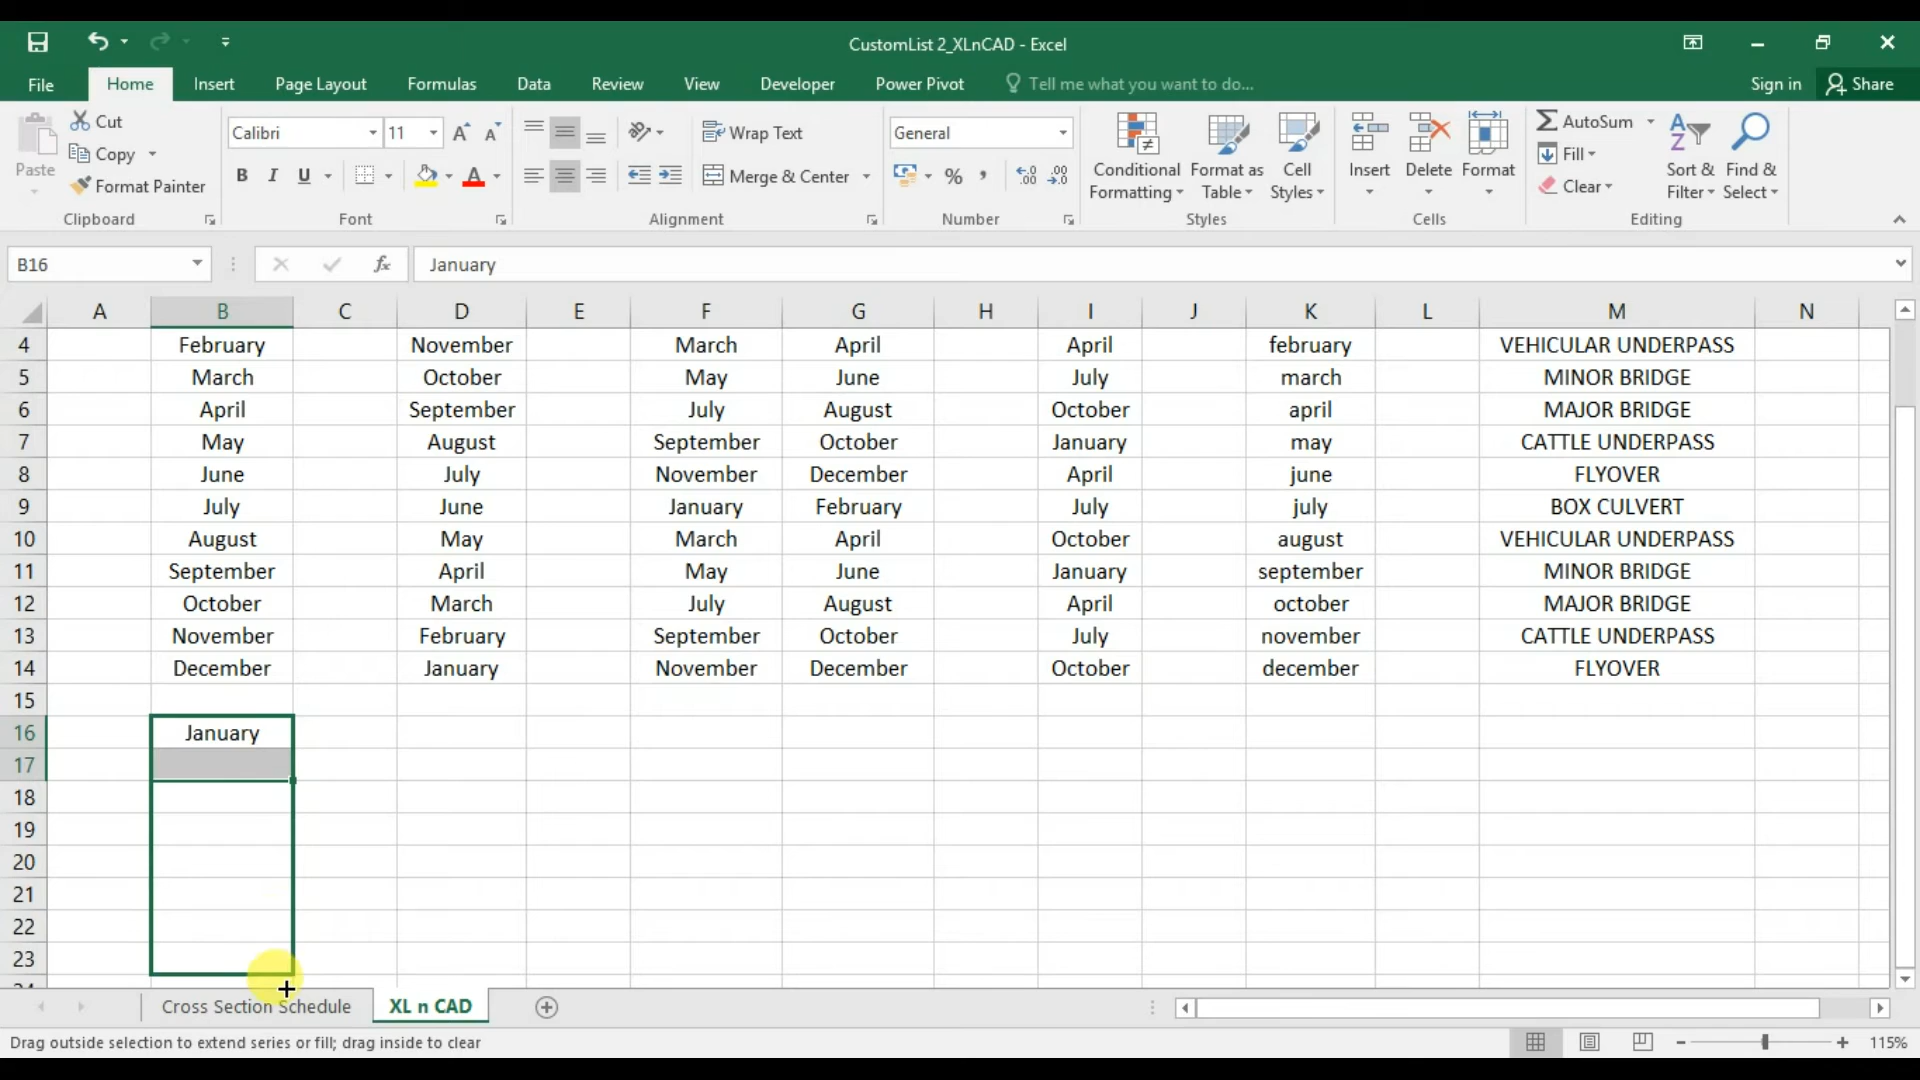 CustomList 2_XLnCAD - Excel
File Home Insert Page Layout Formulas Data Review View Developer Power Pivot Tell me what you want to do... Sign in Share
Paste Cut Copy Format Painter Clipboard
Calibri 11 A A B I U A Font
Wrap Text Merge & Center Alignment
General % , Number
Conditional Formatting Format as Table Cell Styles Styles
Insert Delete Format Cells
AutoSum Fill Clear Sort & Filter Find & Select Editing
B16 fx January
A B C D E F G H I J K L M N
4 February November March April April february VEHICULAR UNDERPASS
5 March October May June July march MINOR BRIDGE
6 April September July August October april MAJOR BRIDGE
7 May August September October January may CATTLE UNDERPASS
8 June July November December April june FLYOVER
9 July June January February July july BOX CULVERT
10 August May March April October august VEHICULAR UNDERPASS
11 September April May June January september MINOR BRIDGE
12 October March July August April october MAJOR BRIDGE
13 November February September October July november CATTLE UNDERPASS
14 December January November December October december FLYOVER
15
16 January
17
18
19
20
21
22
23
Cross Section Schedule XL n CAD
Drag outside selection to extend series or fill; drag inside to clear 115%